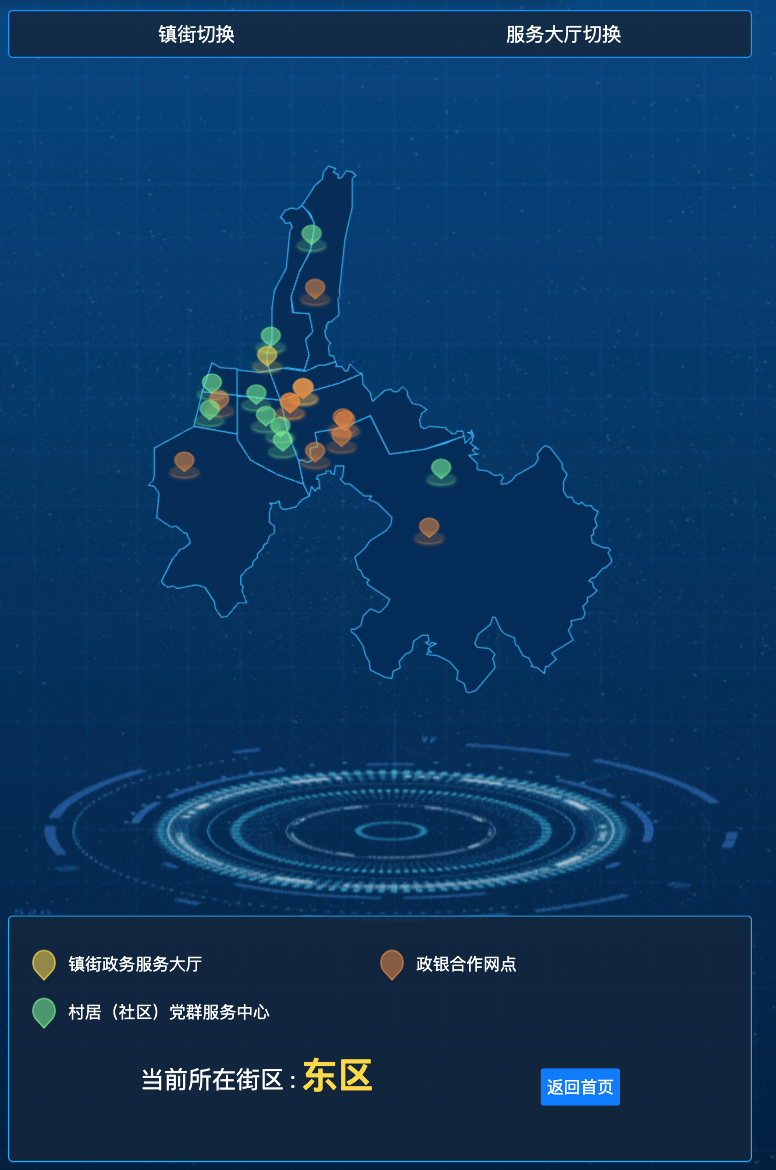 镇街切换 服务大厅切换
镇街政务服务大厅 政银合作网点
村居（社区）党群服务中心
当前所在街区 : 东区 返回首页